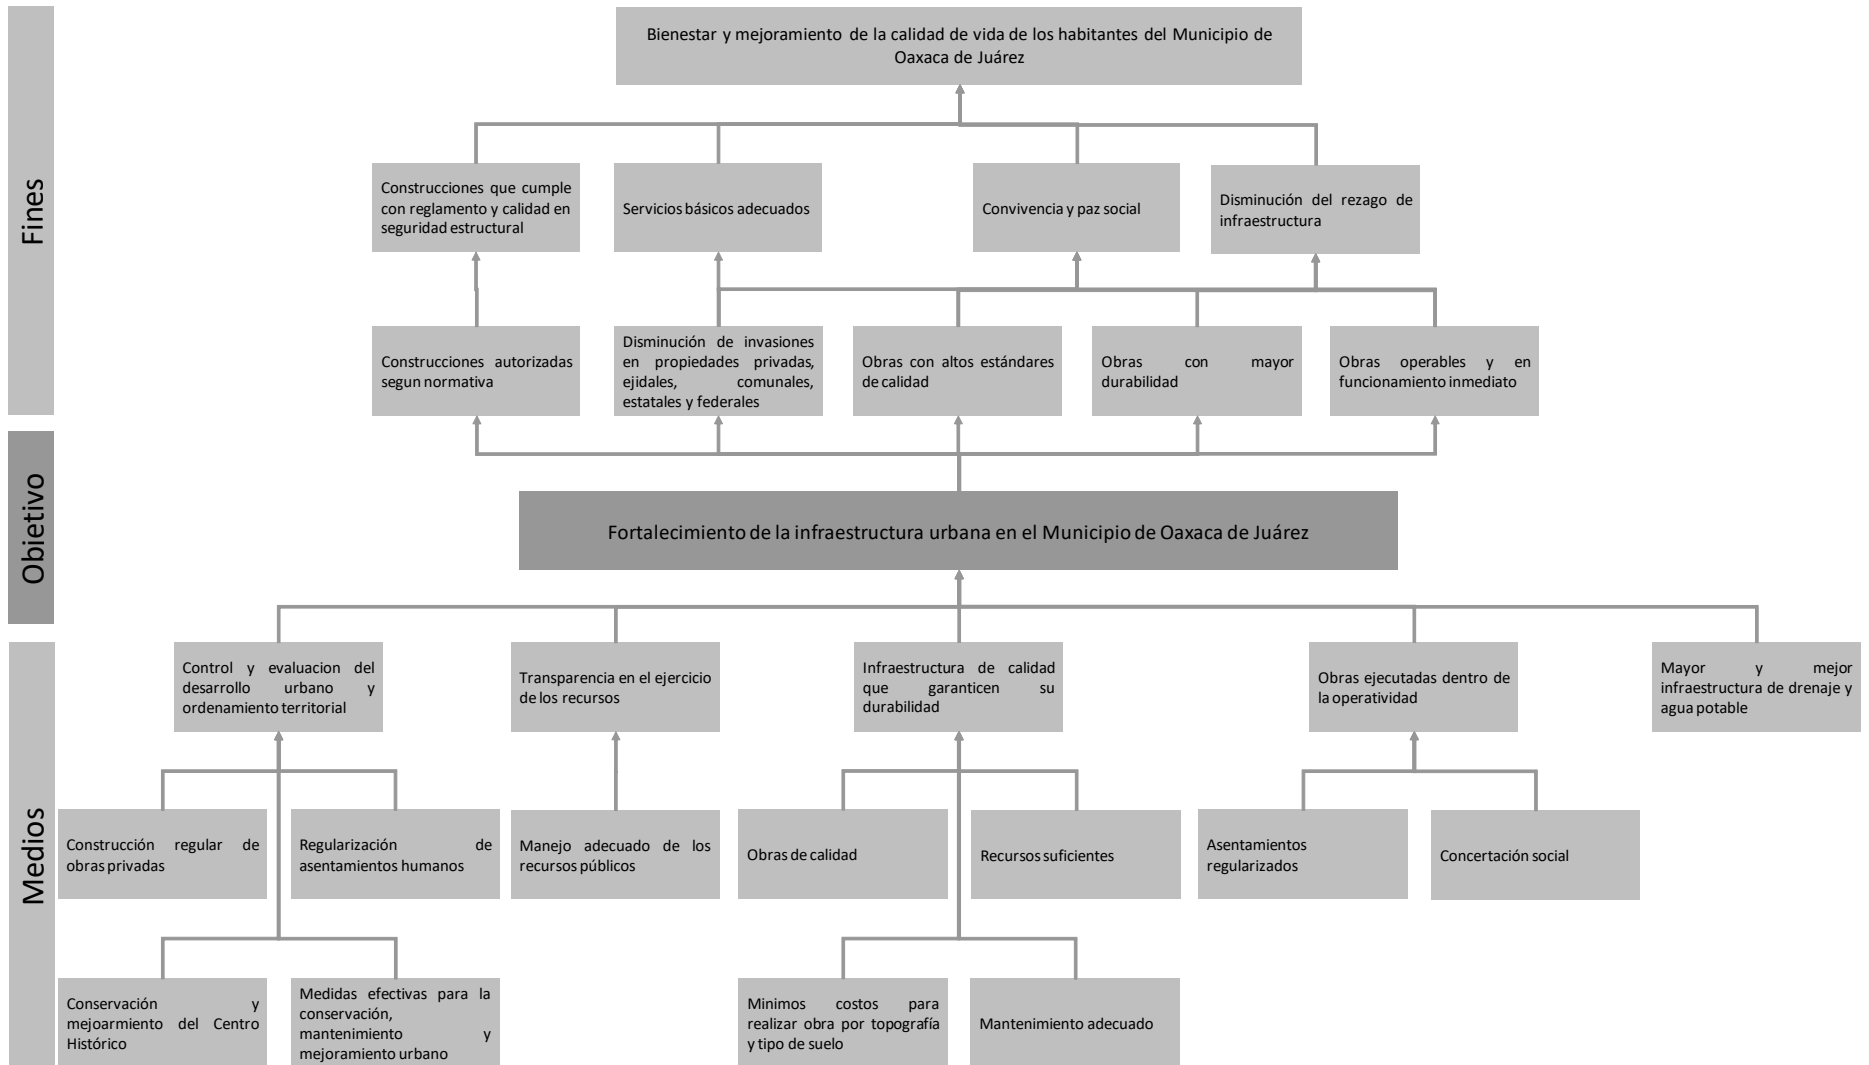 Fines
Bienestar y mejoramiento de la calidad de vida de los habitantes del Municipio de
Oaxaca de Juárez
Construcciones que cumple
con reglamento y calidad en
seguridad estructural
Servicios básicos adecuados
Convivencia y paz social
Disminución del rezago de
infraestructura
Construcciones autorizadas
segun normativa
Disminución de invasiones
en propiedades privadas,
ejidales, comunales,
estatales y federales
Obras con altos estándares
de calidad
Obras con mayor
durabilidad
Obras operables y en
funcionamiento inmediato
Objetivo
Fortalecimiento de la infraestructura urbana en el Municipio de Oaxaca de Juárez
Medios
Control y evaluacion del
desarrollo urbano y
ordenamiento territorial
Transparencia en el ejercicio
de los recursos
Infraestructura de calidad
que garanticen su
durabilidad
Obras ejecutadas dentro de
la operatividad
Mayor y mejor
infraestructura de drenaje y
agua potable
Construcción regular de
obras privadas
Regularización de
asentamientos humanos
Manejo adecuado de los
recursos públicos
Obras de calidad
Recursos suficientes
Asentamientos
regularizados
Concertación social
Conservación y
mejoarmiento del Centro
Histórico
Medidas efectivas para la
conservación,
mantenimiento y
mejoramiento urbano
Minimos costos para
realizar obra por topografía
y tipo de suelo
Mantenimiento adecuado